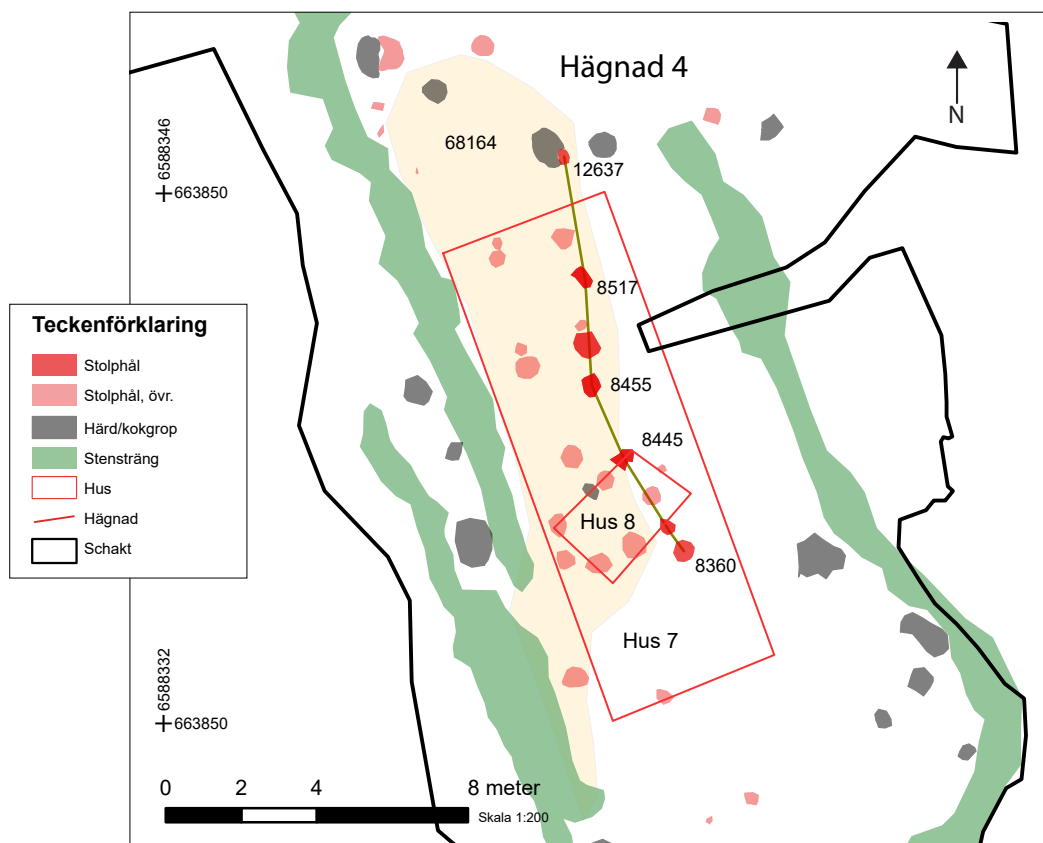 Hägnad 4
N
68164
12637
6588346
663850
8517
Teckenförklaring
Stolphål
Stolphål, övr.
Härd/kokgrop
Stensträng
Hus
Hägnad
Schakt
8455
8445
Hus 8
8360
Hus 7
6588332
663850
0 2 4 8 meter
Skala 1:200